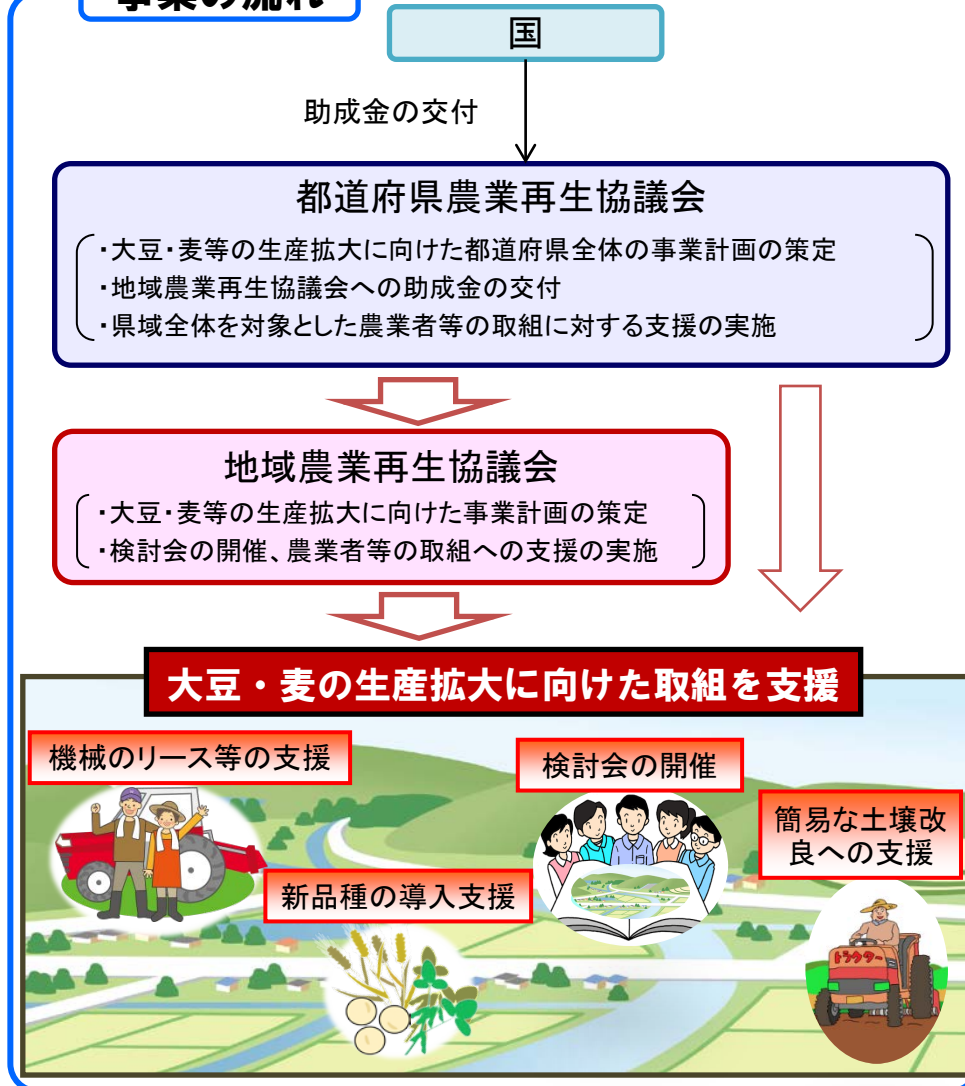 事業の流れ
国
助成金の交付
都道府県農業再生協議会
・大豆・麦等の生産拡大に向けた都道府県全体の事業計画の策定
・地域農業再生協議会への助成金の交付
・県域全体を対象とした農業者等の取組に対する支援の実施
地域農業再生協議会
・大豆・麦等の生産拡大に向けた事業計画の策定
・検討会の開催、農業者等の取組への支援の実施
大豆・麦の生産拡大に向けた取組を支援
機械のリース等の支援
検討会の開催
簡易な土壌改
良への支援
新品種の導入支援
トラクター